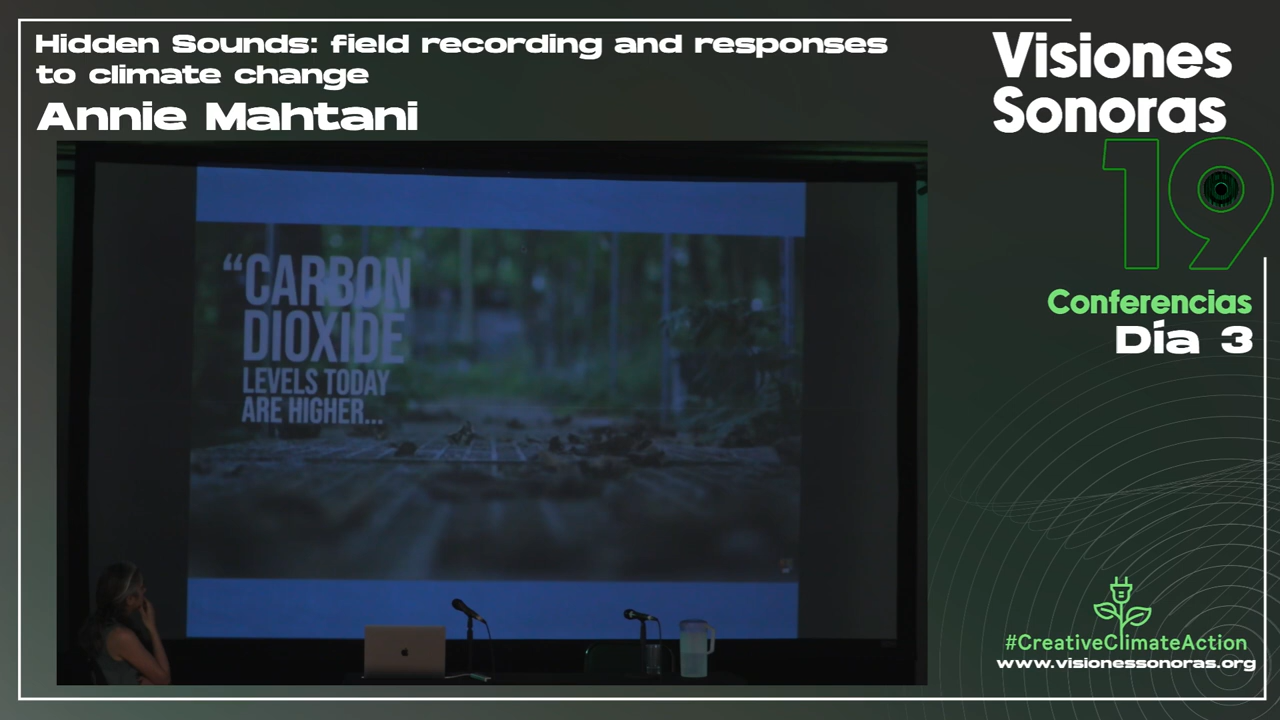 Hidden Sounds: field recording and responses
to climate change
Annie Mahtani
Visiones
Sonoras
19
Conferencias
Día 3
“CARBON
DIOXIDE
LEVELS TODAY
ARE HIGHER...
#CreativeClimateAction
www.visionessonoras.org